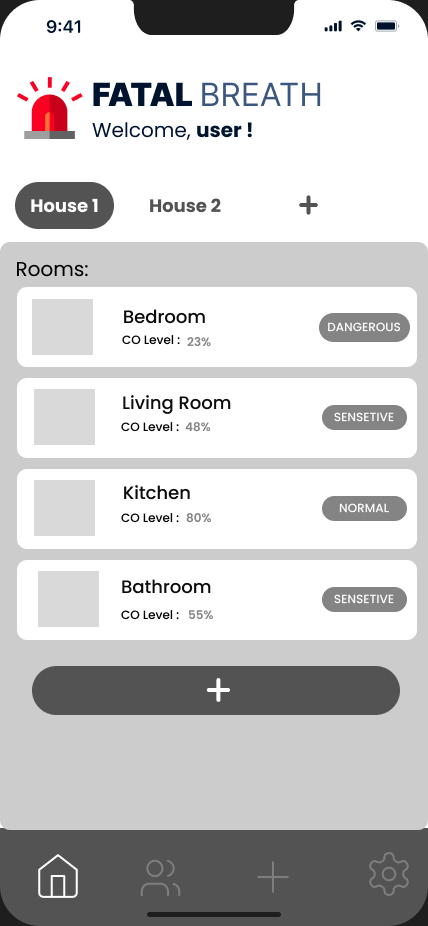 9:41
FATAL BREATH
Welcome, user !
House 1 House 2 +
Rooms:
Bedroom
CO Level : 23%
DANGEROUS
Living Room
CO Level : 48%
SENSETIVE
Kitchen
CO Level : 80%
NORMAL
Bathroom
CO Level : 55%
SENSETIVE
+